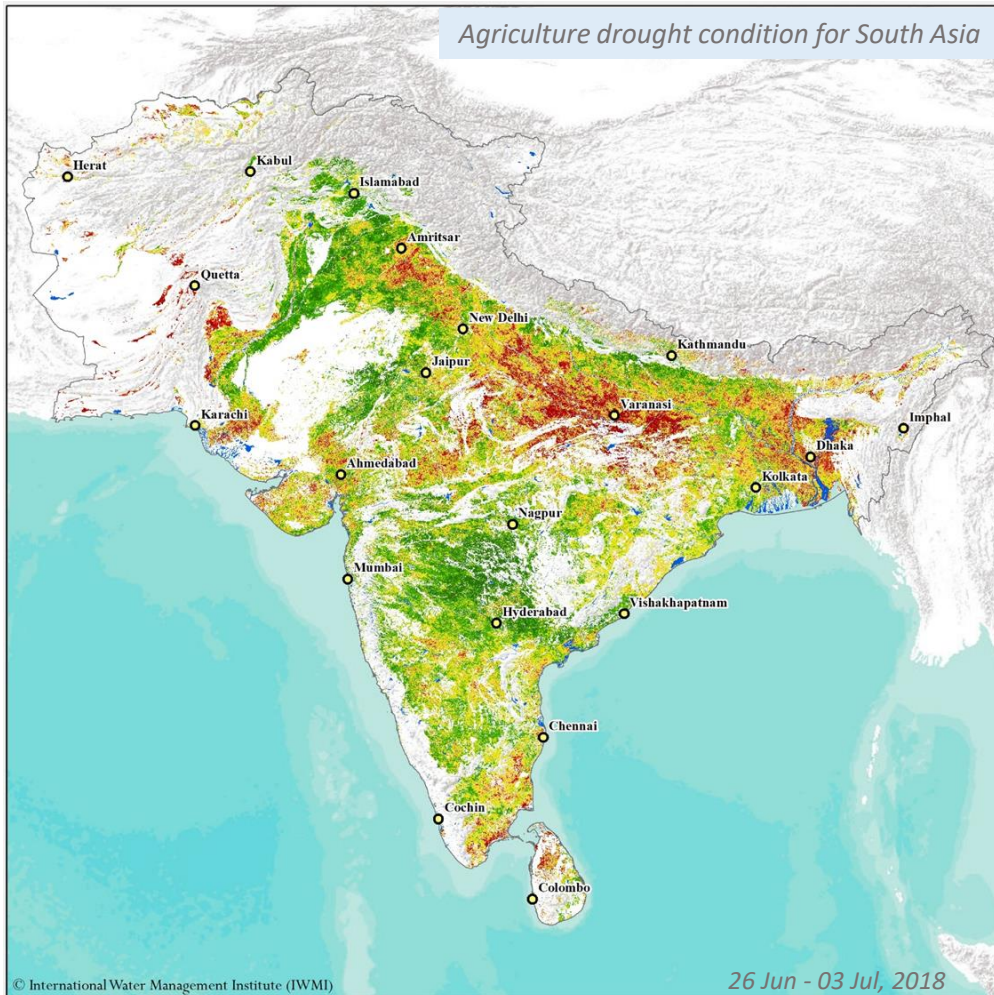 Agriculture drought condition for South Asia
Herat
Kabul
Islamabad
Amritsar
Quetta
New Delhi
Kathmandu
Jaipur
Varanasi
Karachi
Imphal
Dhaka
Ahmedabad
Kolkata
Nagpur
Mumbai
Vishakhapatnam
Hyderabad
Chennai
Cochin
Colombo
© International Water Management Institute (IWMI)
26 Jun - 03 Jul, 2018